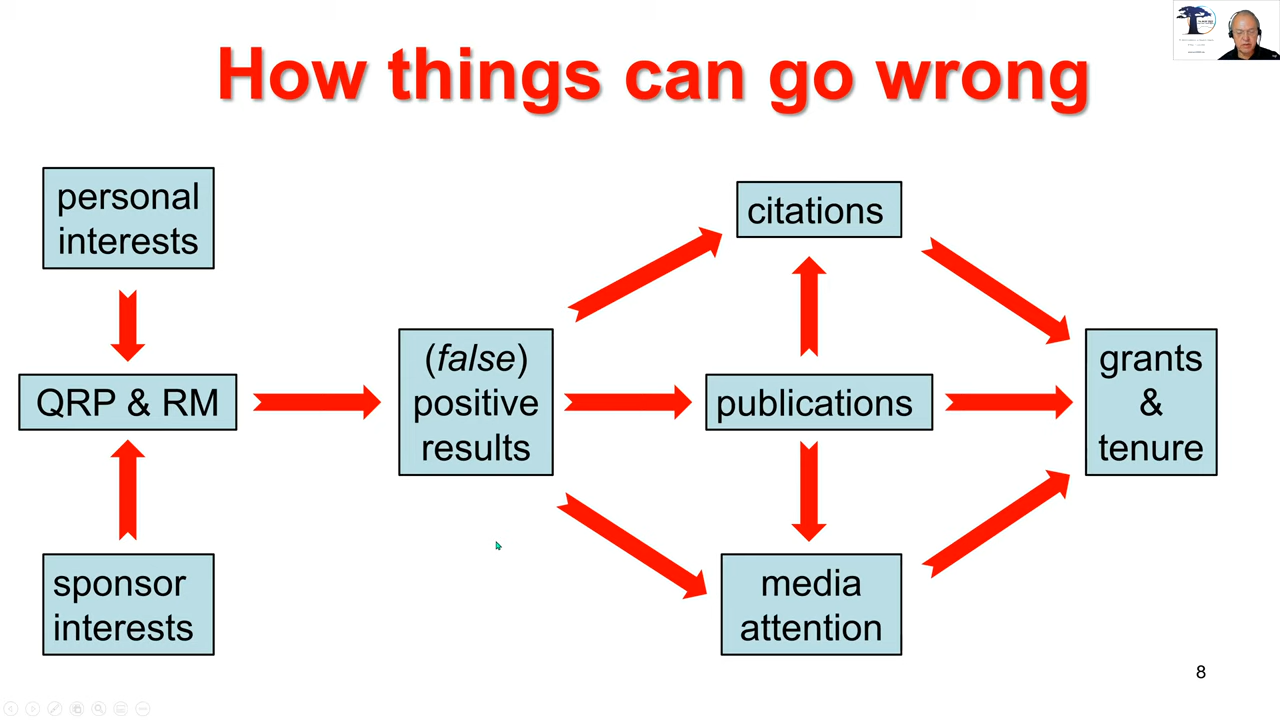 How things can go wrong
personal
interests
QRP & RM
sponsor
interests
(false)
positive
results
citations
publications
media
attention
grants
&
tenure
8